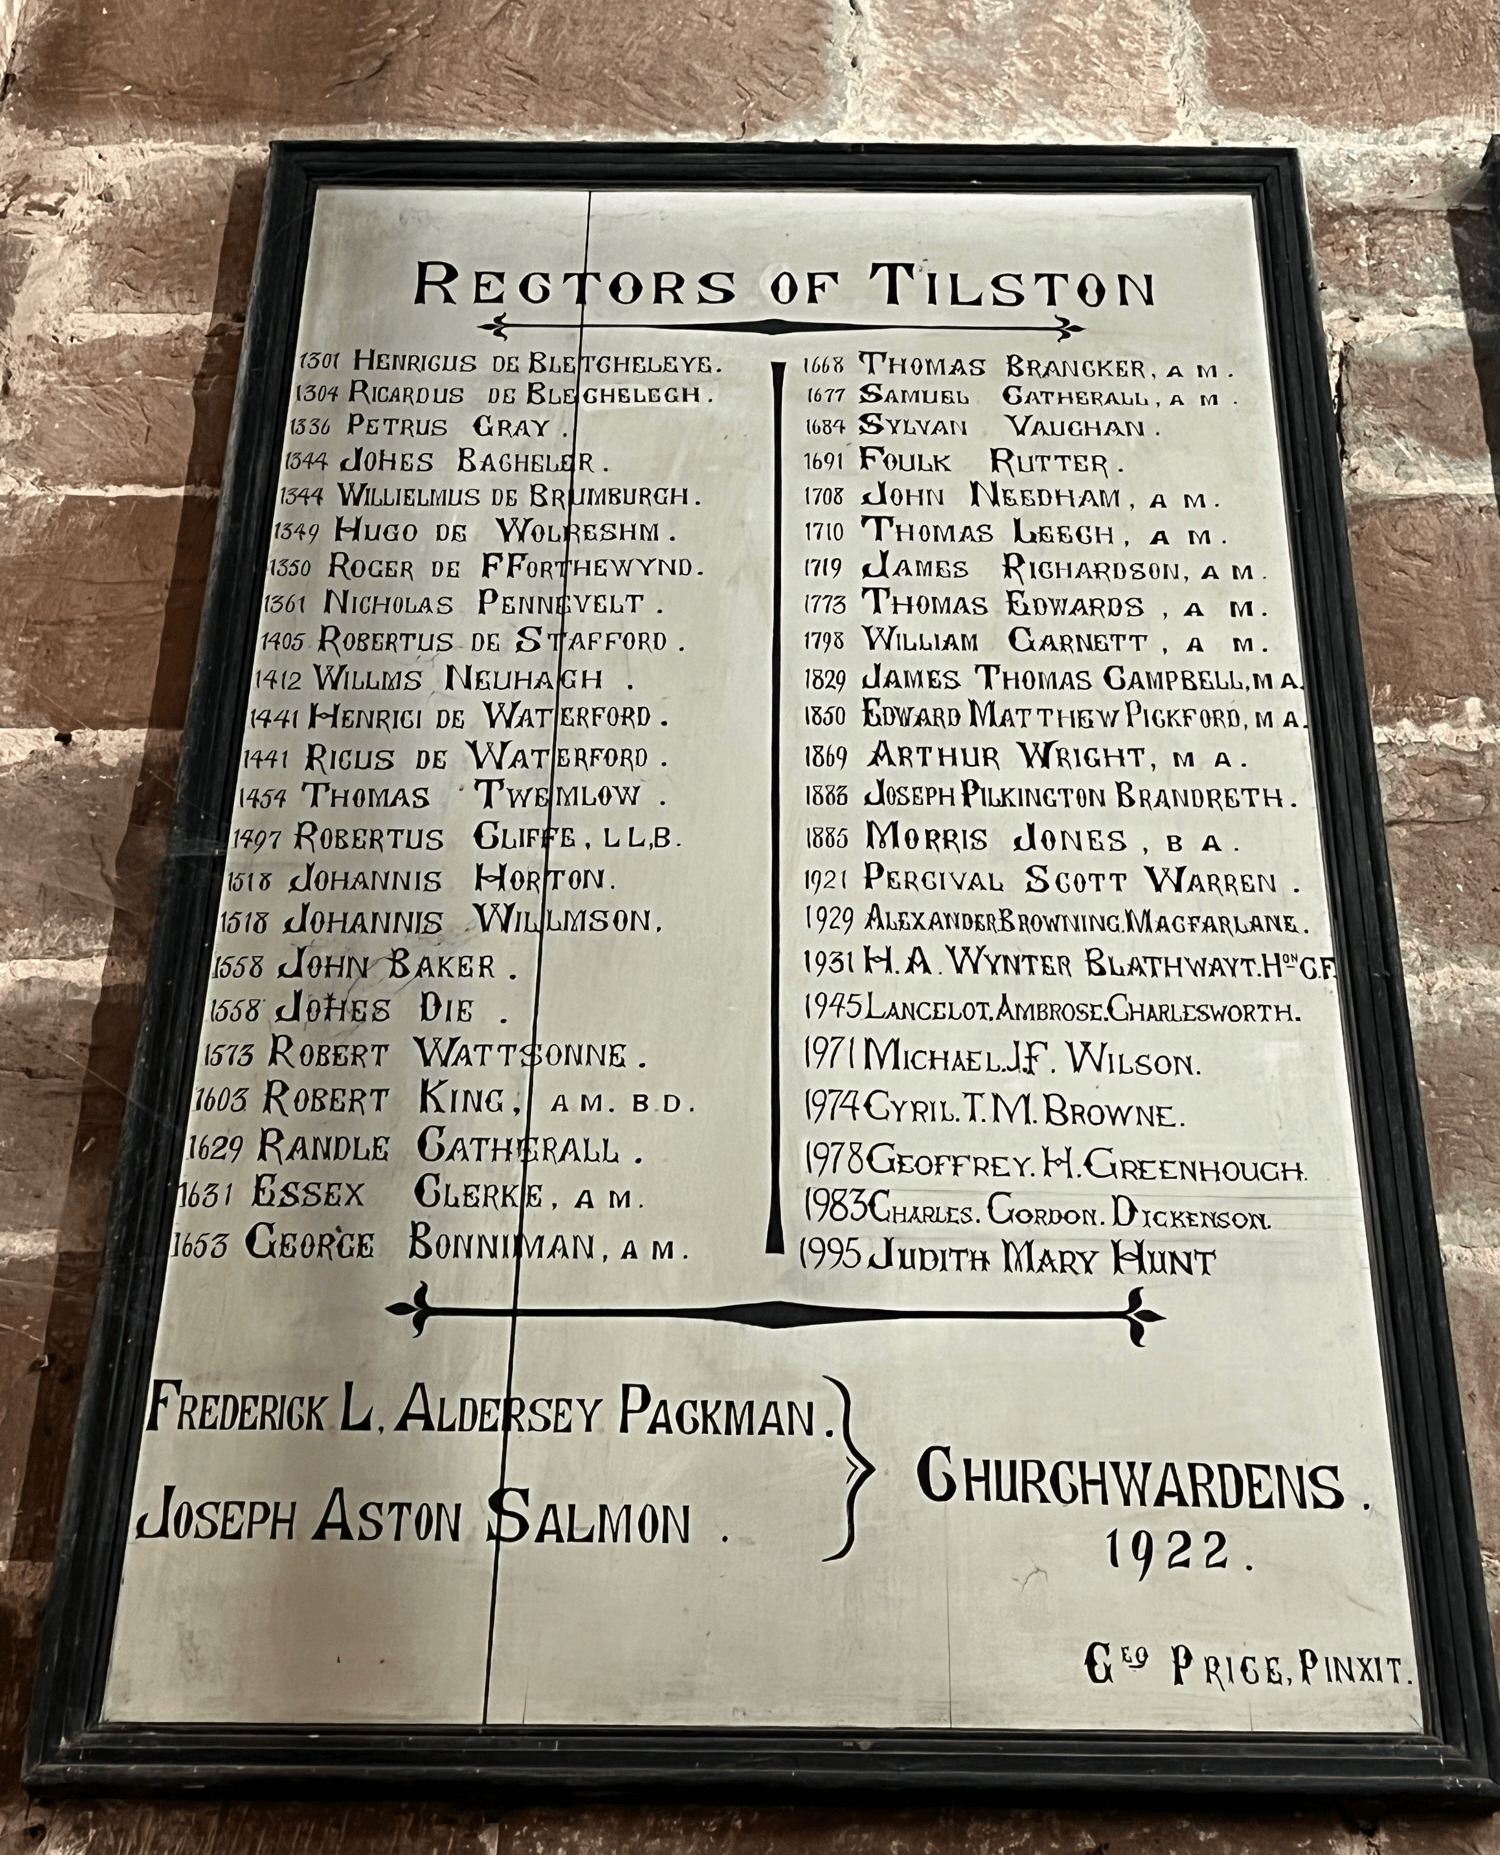 RECTORS OF TILSTON
1301 HENRICUS DE BLETCHELEYE.
1304 RICARDUS DE BLECHELEGH.
1336 PETRUS GRAY.
1344 JOHES BACHELER.
1344 WILLIELMUS DE BRUMBURGH.
1349 HUGO DE WOLRESHM.
1350 ROGER DE FFORTHEWYND.
1361 NICHOLAS PENNEVELT.
1405 ROBERTUS DE STAFFORD.
1412 WILLMS NEUHAGH.
1441 HENRICI DE WATERFORD.
1441 RICUS DE WATERFORD.
1454 THOMAS TWEMLOW.
1497 ROBERTUS CLIFFE, LL,B.
1518 JOHANNIS HORTON.
1518 JOHANNIS WILLMSON.
1558 JOHN BAKER.
1558 JOHES DIE.
1573 ROBERT WATTSONNE.
1603 ROBERT KING, A M. B.D.
1629 RANDLE CATHERALL.
1631 ESSEX CLERKE, A M.
1653 GEORGE BONNIMAN, A M.
1668 THOMAS BRANCKER, A M.
1677 SAMUEL CATHERALL, A M.
1684 SYLVAN VAUGHAN.
1691 FOULK RUTTER.
1708 JOHN NEEDHAM, A M.
1710 THOMAS LEECH, A M.
1719 JAMES RICHARDSON, A M.
1773 THOMAS EDWARDS, A M.
1798 WILLIAM GARNETT, A M.
1829 JAMES THOMAS CAMPBELL, M A.
1850 EDWARD MATTHEW PICKFORD, M A.
1869 ARTHUR WRIGHT, M A.
1883 JOSEPH PILKINGTON BRANDRETH.
1885 MORRIS JONES, B A.
1921 PERCIVAL SCOTT WARREN.
1929 ALEXANDER.BROWNING.MACFARLANE.
1931 H.A. WYNTER BLATHWAYT. HON C.F.
1945 LANCELOT.AMBROSE.CHARLESWORTH.
1971 MICHAEL.J.F. WILSON.
1974 CYRIL.T.M. BROWNE.
1978 GEOFFREY. H. GREENHOUGH.
1983 CHARLES. GORDON. DICKENSON.
1995 JUDITH MARY HUNT
FREDERICK L, ALDERSEY PACKMAN.
JOSEPH ASTON SALMON.
CHURCHWARDENS.
1922.
GEO PRICE, PINXIT.